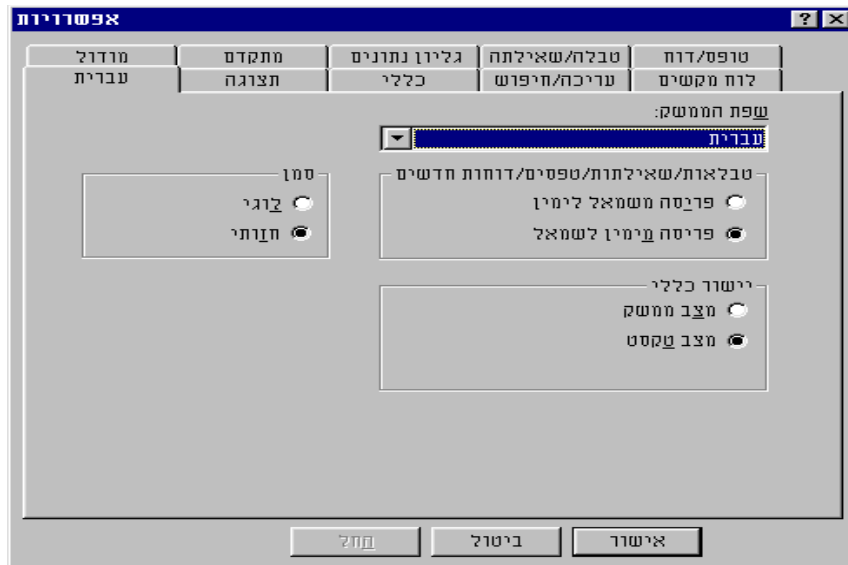 אפשרויות
טופס/דוח טבלה/שאילתה גליון נתונים מתקדם מודול
לוח מקשים עריכה/חיפוש כללי תצוגה עברית
שפת הממשק:
עברית
טבלאות/שאילתות/טפסים/דוחות חדשים
פריסה משמאל לימין
פריסה מימין לשמאל
סמן
לוגי
חזותי
יישור כללי
מצב ממשק
מצב טקסט
אישור ביטול החל